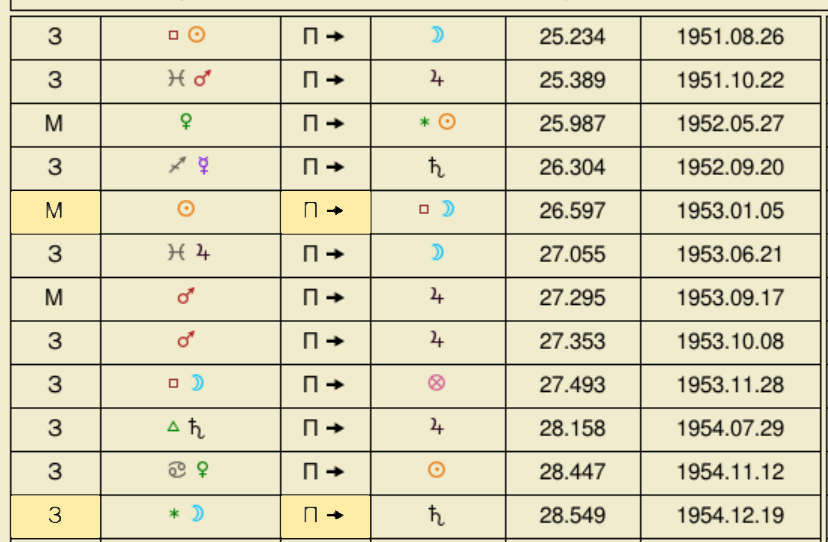 З □ ☉ П → ☽ 25.234 1951.08.26
З ♓ ♂ П → ♃ 25.389 1951.10.22
М ♀ П → ✶ ☉ 25.987 1952.05.27
З ♐ ☿ П → ♄ 26.304 1952.09.20
М ☉ П → □ ☽ 26.597 1953.01.05
З ♓ ♃ П → ☽ 27.055 1953.06.21
М ♂ П → ♃ 27.295 1953.09.17
З ♂ П → ♃ 27.353 1953.10.08
З □ ☽ П → ⊗ 27.493 1953.11.28
З △ ♄ П → ♃ 28.158 1954.07.29
З ♋ ♀ П → ☉ 28.447 1954.11.12
З ✶ ☽ П → ♄ 28.549 1954.12.19